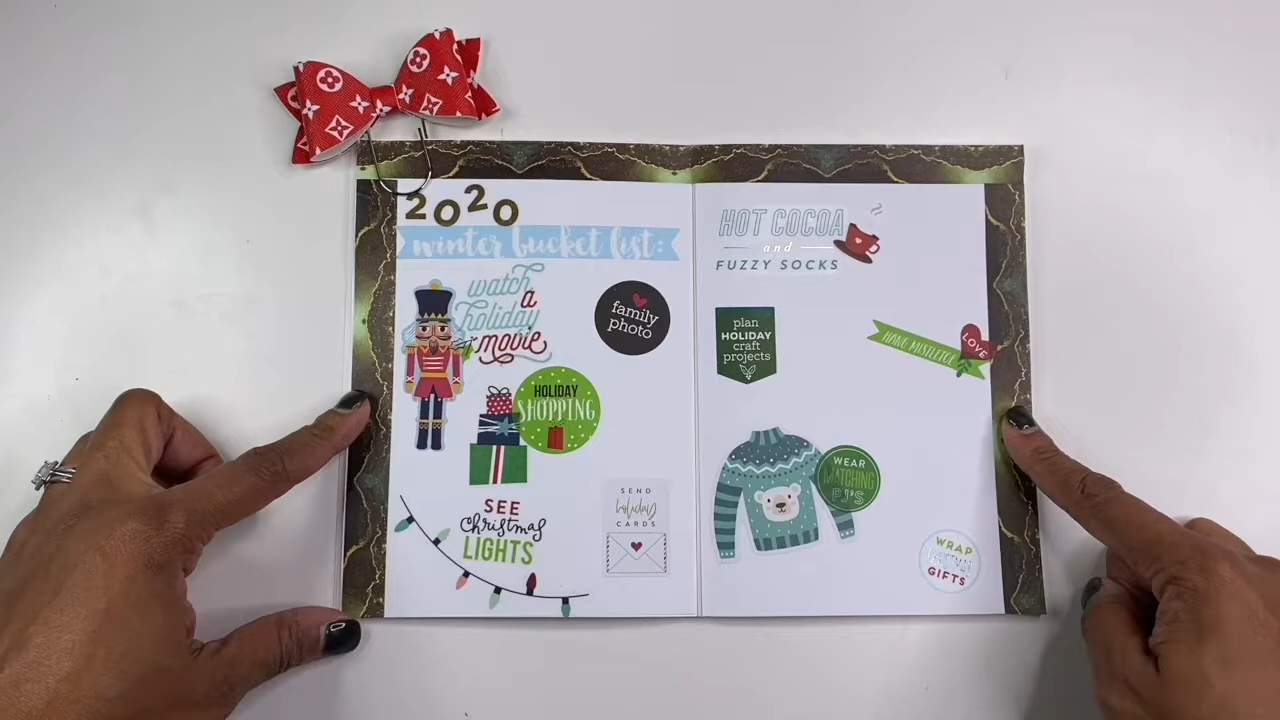 2020
winter bucket list:
watch
a
holiday
movie
family
photo
HOLIDAY
SHOPPING
SEE
Christmas
LIGHTS
SEND
holiday
CARDS
HOT COCOA
and
FUZZY SOCKS
plan
HOLIDAY
craft
projects
HANG MISTLETOE
LOVE
WEAR
MATCHING
PJ'S
WRAP
CHRISTMAS
GIFTS